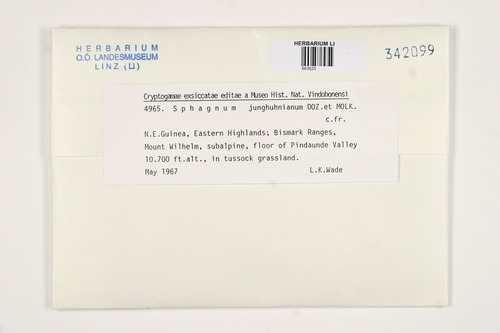 HERBARIUM
O.Ö. LANDESMUSEUM
LINZ (LI)
HERBARIUM LI
342099
Cryptogamae exsiccatae editae a Museo Hist. Nat. Vindobonensi
4965. Sphagnum junghuhnianum DOZ.et MOLK.
c.fr.
N.E.Guinea, Eastern Highlands; Bismark Ranges,
Mount Wilhelm, subalpine, floor of Pindaunde Valley
10.700 ft.alt., in tussock grassland.
May 1967 L.K.Wade